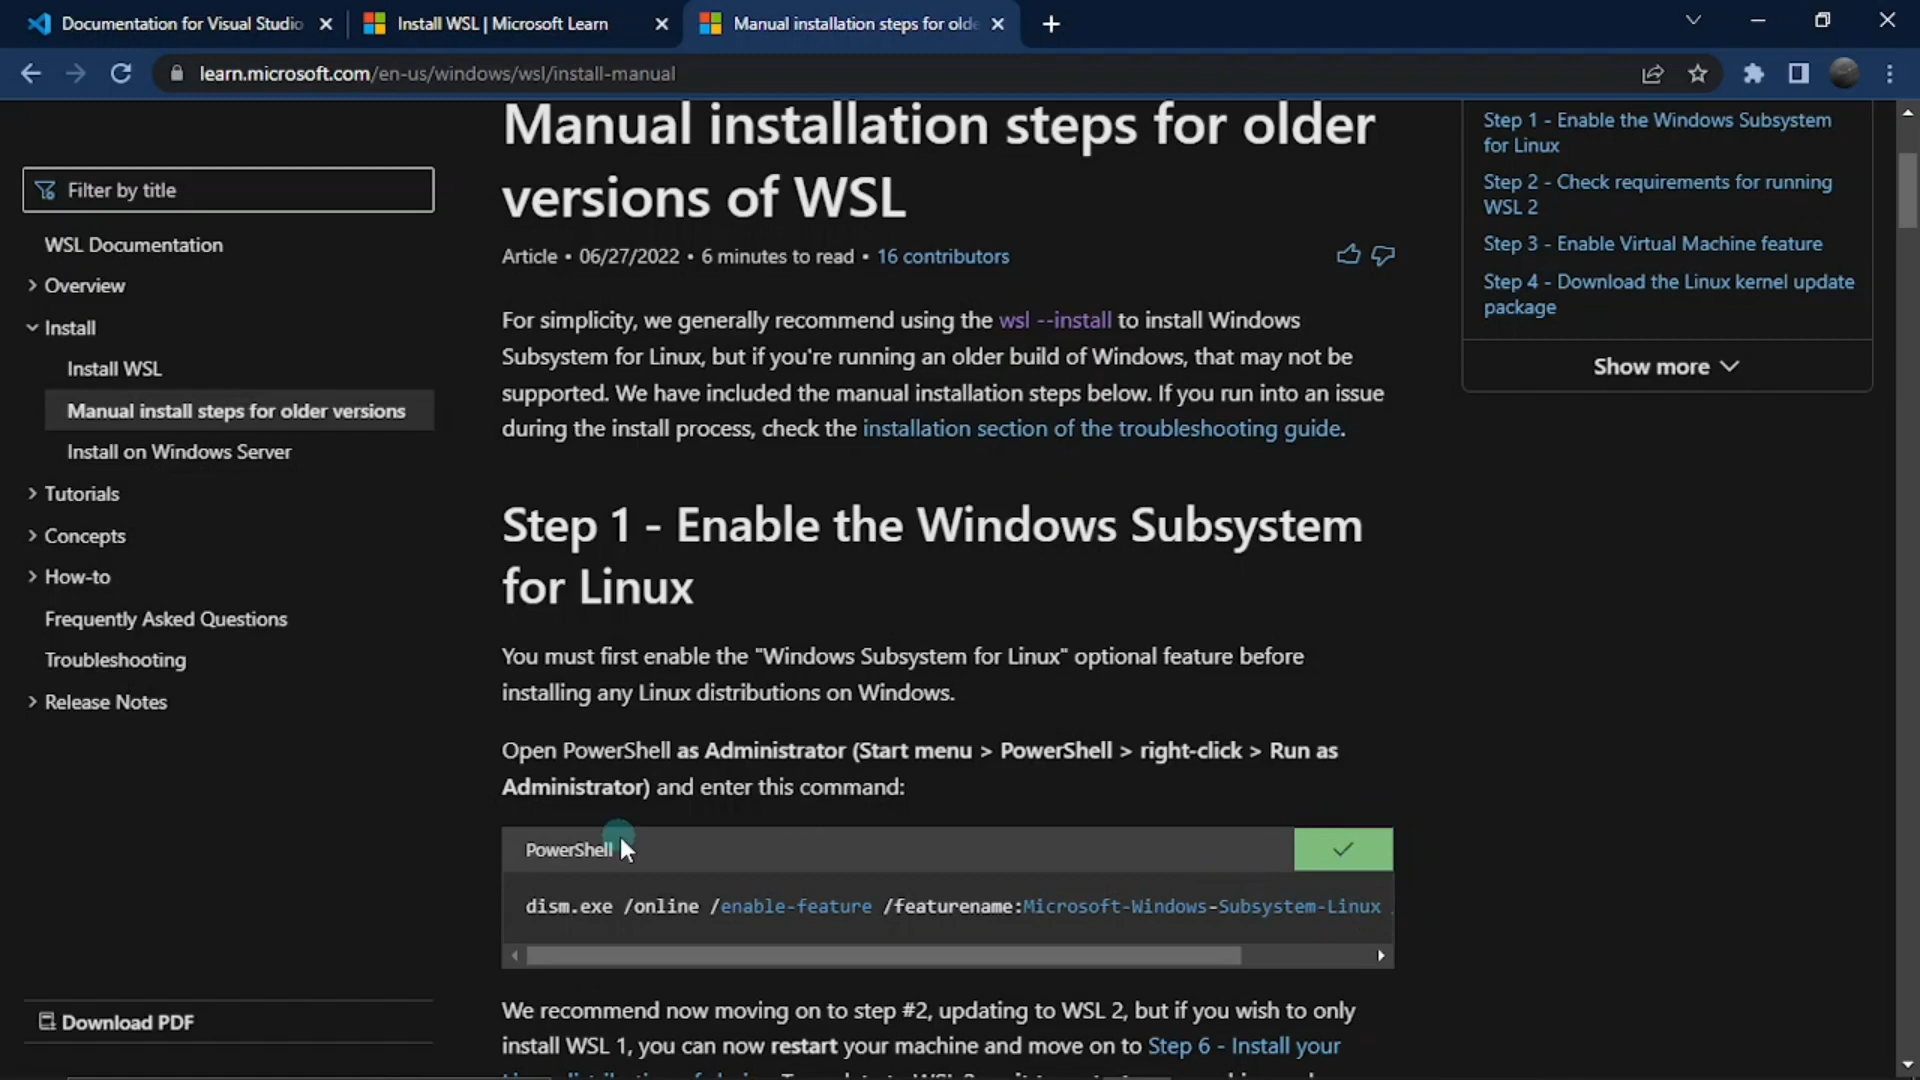 Documentation for Visual Studio
Install WSL | Microsoft Learn
Manual installation steps for olde
learn.microsoft.com/en-us/windows/wsl/install-manual
Filter by title
WSL Documentation
Overview
Install
Install WSL
Manual install steps for older versions
Install on Windows Server
Tutorials
Concepts
How-to
Frequently Asked Questions
Troubleshooting
Release Notes
Download PDF
Manual installation steps for older
versions of WSL
Article • 06/27/2022 • 6 minutes to read • 16 contributors
For simplicity, we generally recommend using the wsl --install to install Windows
Subsystem for Linux, but if you're running an older build of Windows, that may not be
supported. We have included the manual installation steps below. If you run into an issue
during the install process, check the installation section of the troubleshooting guide.
Step 1 - Enable the Windows Subsystem
for Linux
You must first enable the "Windows Subsystem for Linux" optional feature before
installing any Linux distributions on Windows.
Open PowerShell as Administrator (Start menu > PowerShell > right-click > Run as
Administrator) and enter this command:
PowerShell
dism.exe /online /enable-feature /featurename:Microsoft-Windows-Subsystem-Linux
We recommend now moving on to step #2, updating to WSL 2, but if you wish to only
install WSL 1, you can now restart your machine and move on to Step 6 - Install your
Step 1 - Enable the Windows Subsystem
for Linux
Step 2 - Check requirements for running
WSL 2
Step 3 - Enable Virtual Machine feature
Step 4 - Download the Linux kernel update
package
Show more